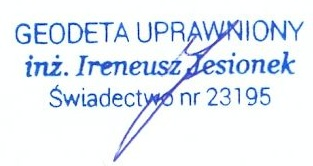 GEODETA UPRAWNIONY
inż. Ireneusz Jesionek
Świadectwo nr 23195